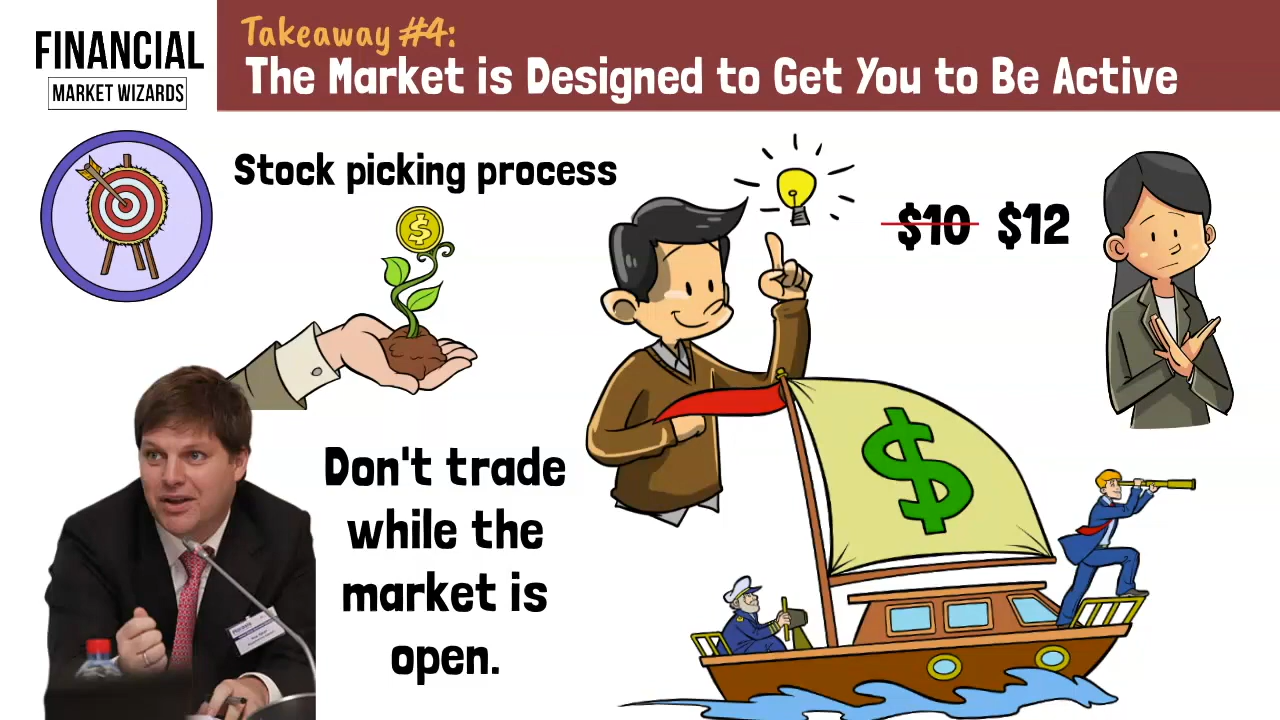 FINANCIAL
MARKET WIZARDS
Takeaway #4:
The Market is Designed to Get You to Be Active
Stock picking process
$
$10 $12
$
Don't trade
while the
market is
open.